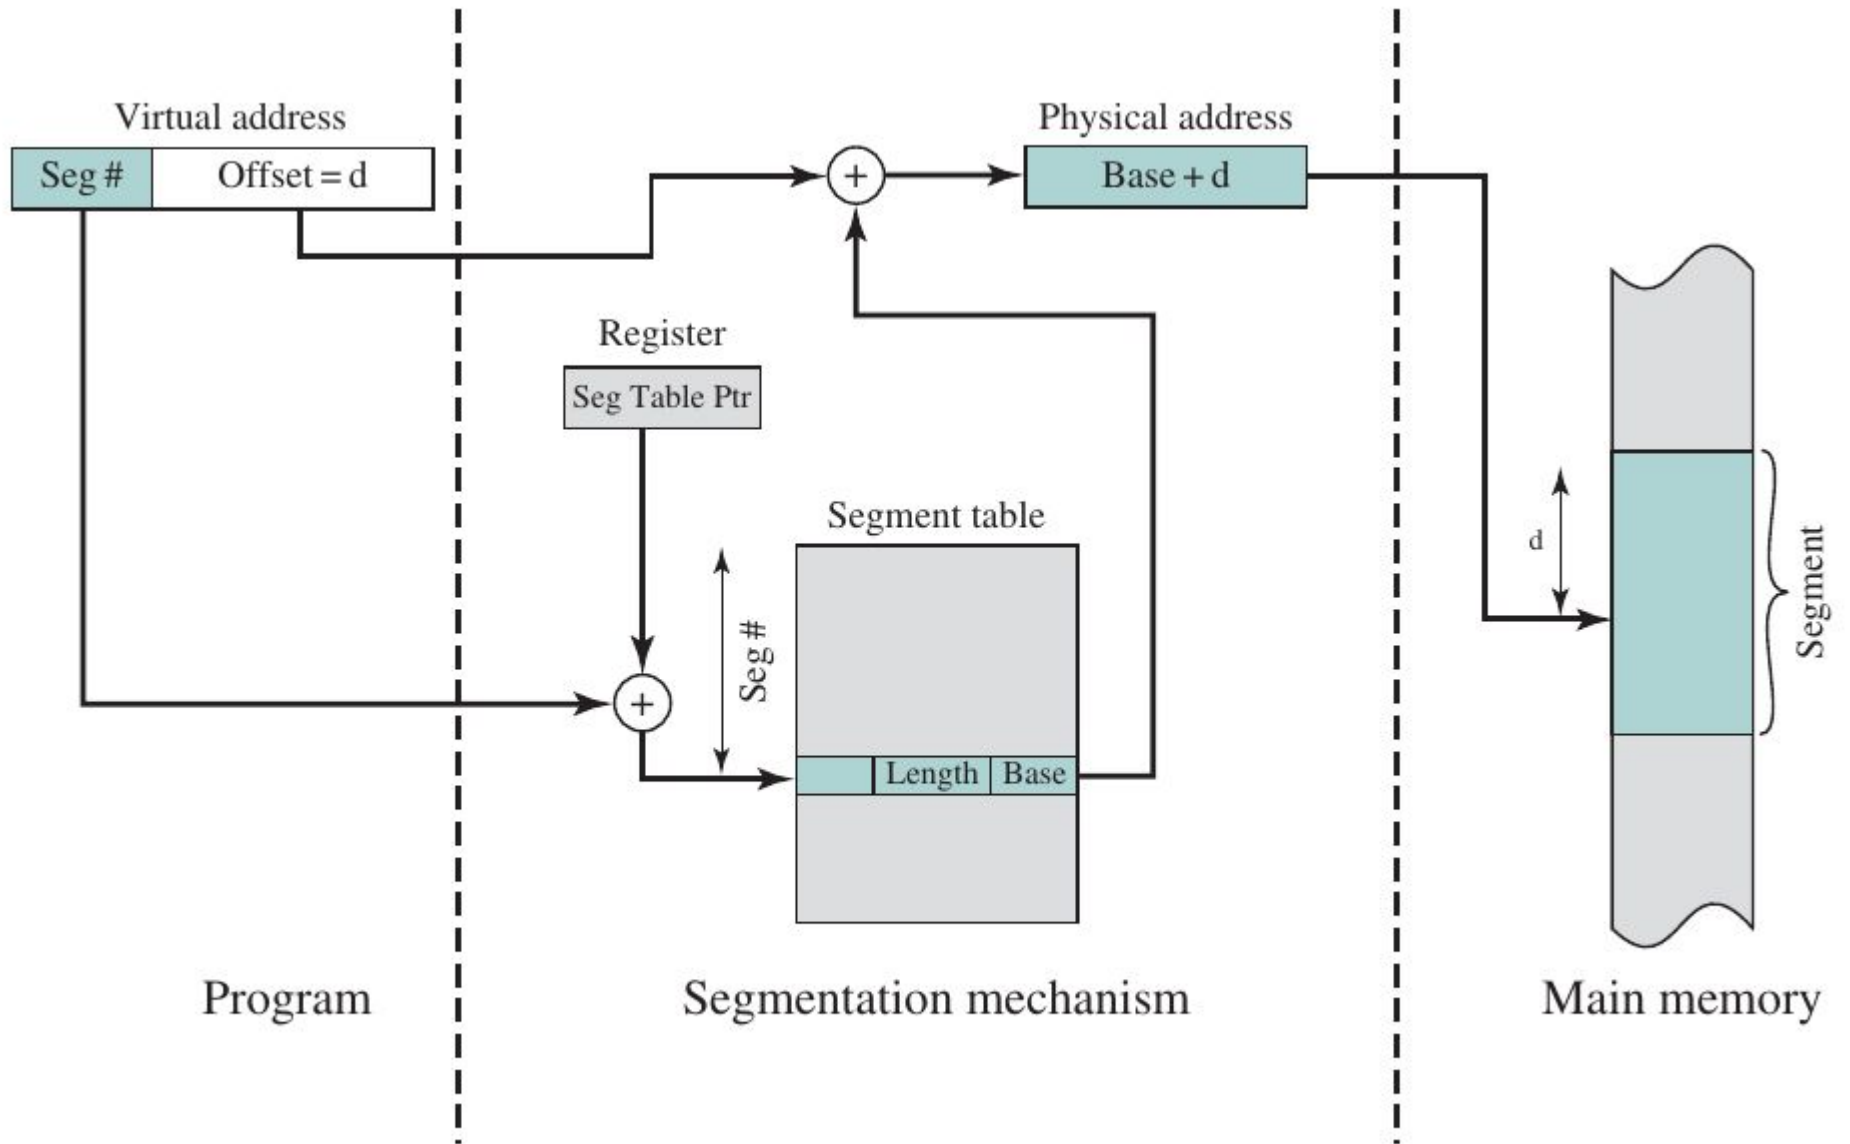 Virtual address
Seg #
Offset = d
Physical address
+
Base + d
Register
Seg Table Ptr
Segment table
Seg #
+
Length
Base
d
Segment
Program
Segmentation mechanism
Main memory